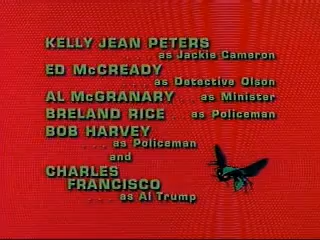 KELLY JEAN PETERS
. . . as Jackie Cameron
ED McCREADY
. . . as Detective Olson
AL McGRANARY . . . as Minister
BRELAND RICE . . . as Policeman
BOB HARVEY
. . . as Policeman
and
CHARLES
FRANCISCO
. . . as Al Trump